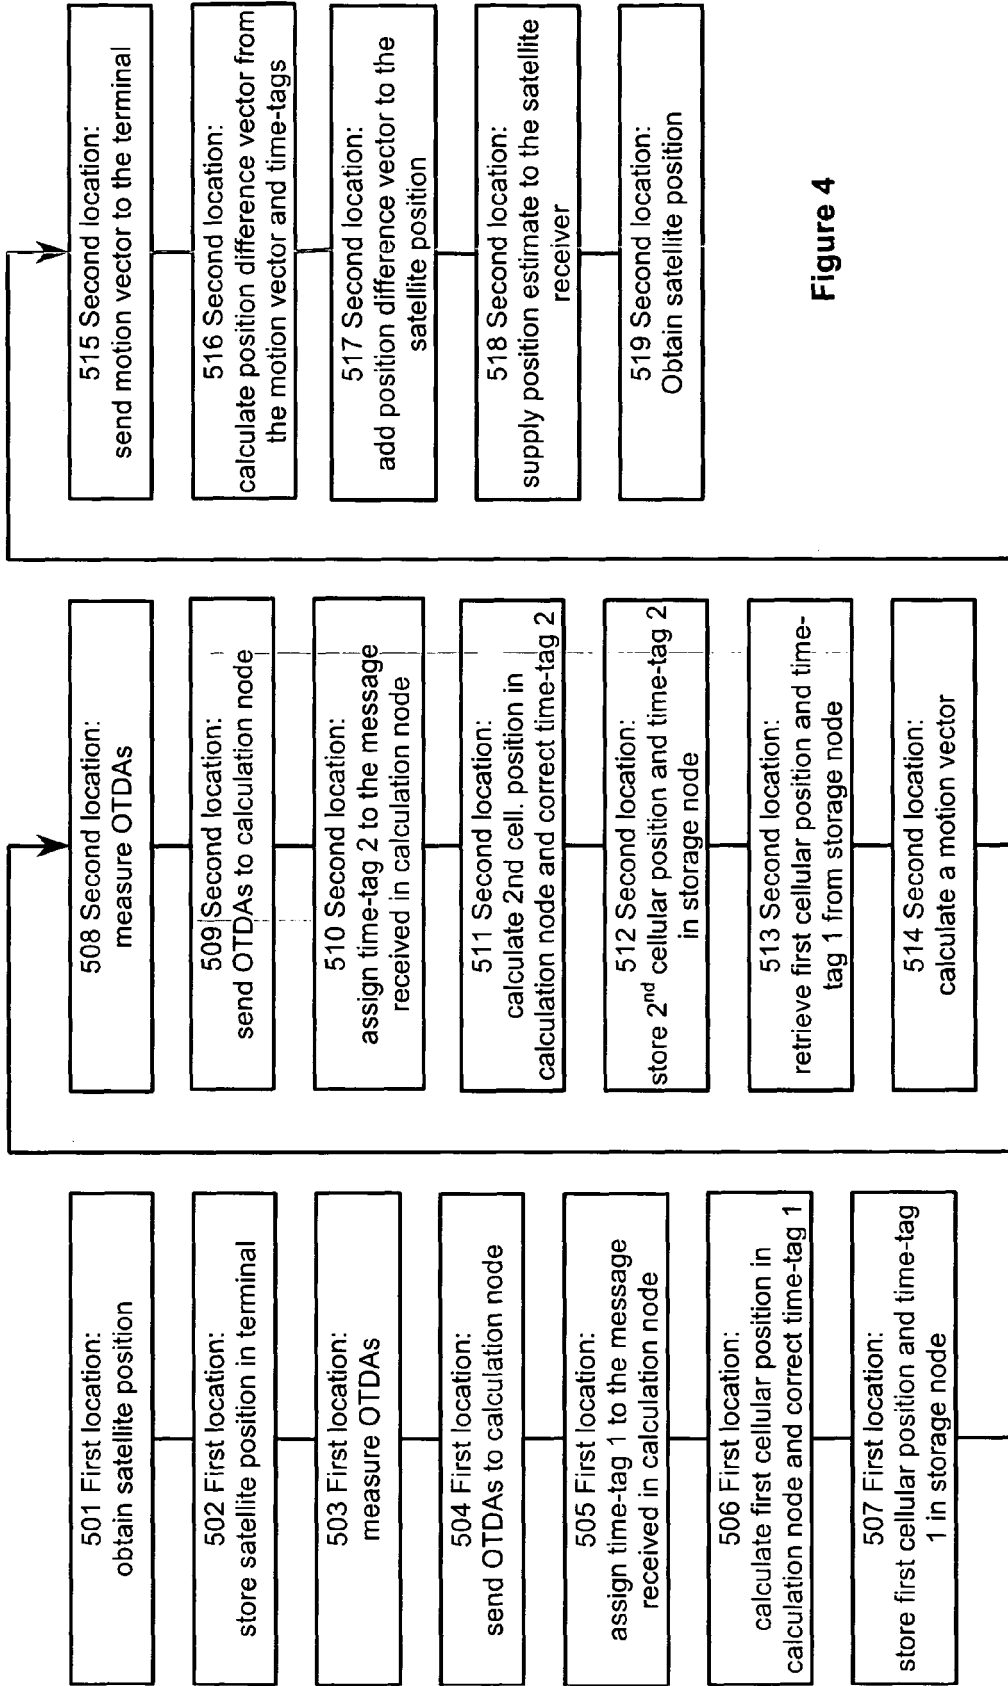 501 First location:
obtain satellite position
502 First location:
store satellite position in terminal
503 First location:
measure OTDAs
504 First location:
send OTDAs to calculation node
505 First location:
assign time-tag 1 to the message
received in calculation node
506 First location:
calculate first cellular position in
calculation node and correct time-tag 1
507 First location:
store first cellular position and time-tag
1 in storage node
508 Second location:
measure OTDAs
509 Second location:
send OTDAs to calculation node
510 Second location:
assign time-tag 2 to the message
received in calculation node
511 Second location:
calculate 2nd cell. position in
calculation node and correct time-tag 2
512 Second location:
store 2nd cellular position and time-tag 2
in storage node
513 Second location:
retrieve first cellular position and time-
tag 1 from storage node
514 Second location:
calculate a motion vector
515 Second location:
send motion vector to the terminal
516 Second location:
calculate position difference vector from
the motion vector and time-tags
517 Second location:
add position difference vector to the
satellite position
518 Second location:
supply position estimate to the satellite
receiver
519 Second location:
Obtain satellite position
Figure 4